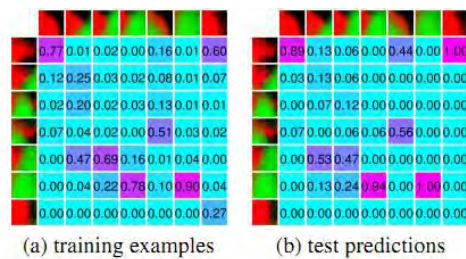 0.77 0.01 0.02 0.00 0.16 0.01 0.60
0.12 0.25 0.03 0.02 0.08 0.01 0.07
0.02 0.20 0.02 0.03 0.13 0.01 0.01
0.07 0.04 0.02 0.00 0.51 0.03 0.02
0.00 0.47 0.69 0.16 0.01 0.04 0.00
0.00 0.04 0.22 0.78 0.10 0.90 0.04
0.00 0.00 0.00 0.00 0.00 0.00 0.27
(a) training examples
0.89 0.13 0.06 0.00 0.44 0.00 1.00
0.03 0.13 0.06 0.00 0.00 0.00 0.00
0.00 0.07 0.12 0.00 0.00 0.00 0.00
0.07 0.00 0.06 0.06 0.56 0.00 0.00
0.00 0.53 0.47 0.00 0.00 0.00 0.00
0.00 0.13 0.24 0.94 0.00 1.00 0.00
0.00 0.00 0.00 0.00 0.00 0.00 0.00
(b) test predictions